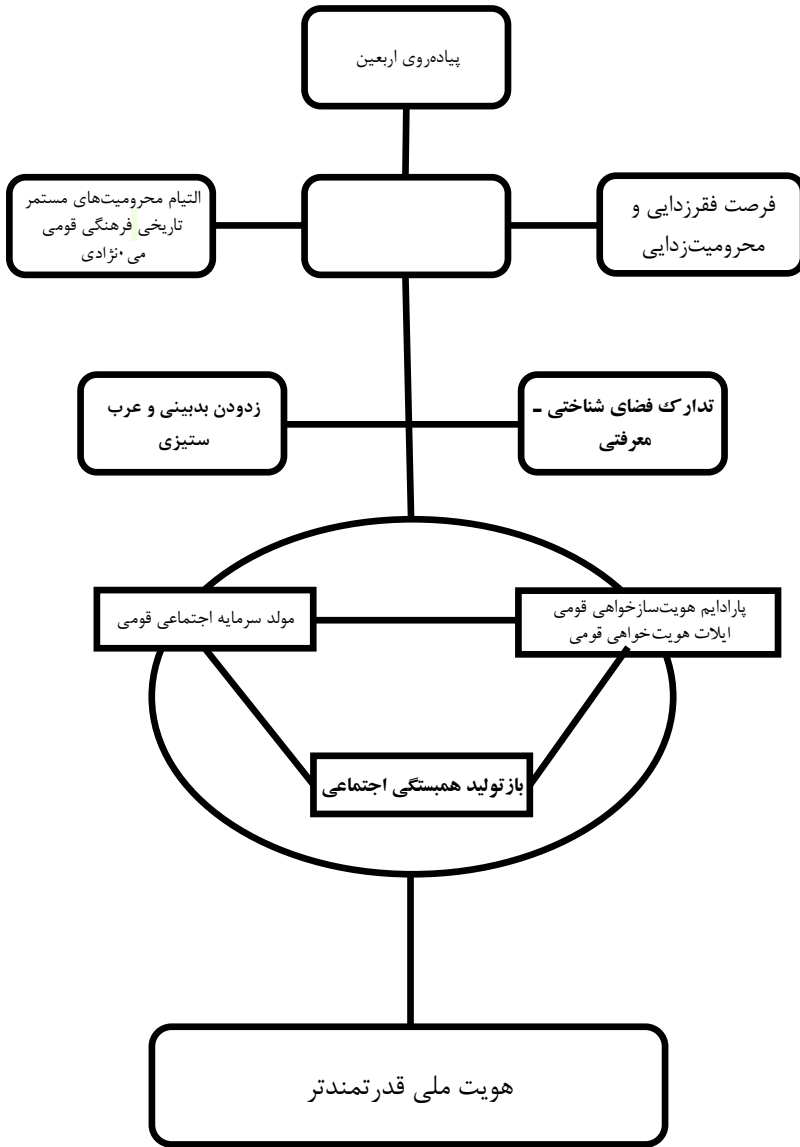 پیاده‌روی اربعین
فرصت فقرزدایی و
محرومیت‌زدایی
التیام محرومیت‌های مستمر
تاریخی فرهنگی قومی
می ۰نژادی
تدارک فضای شناختی ـ
معرفتی
زدودن بدبینی و عرب
ستیزی
پارادایم هویت‌سازخواهی قومی
ایلات هویت‌خواهی قومی
مولد سرمایه اجتماعی قومی
بازتولید همبستگی اجتماعی
هویت ملی قدرتمندتر